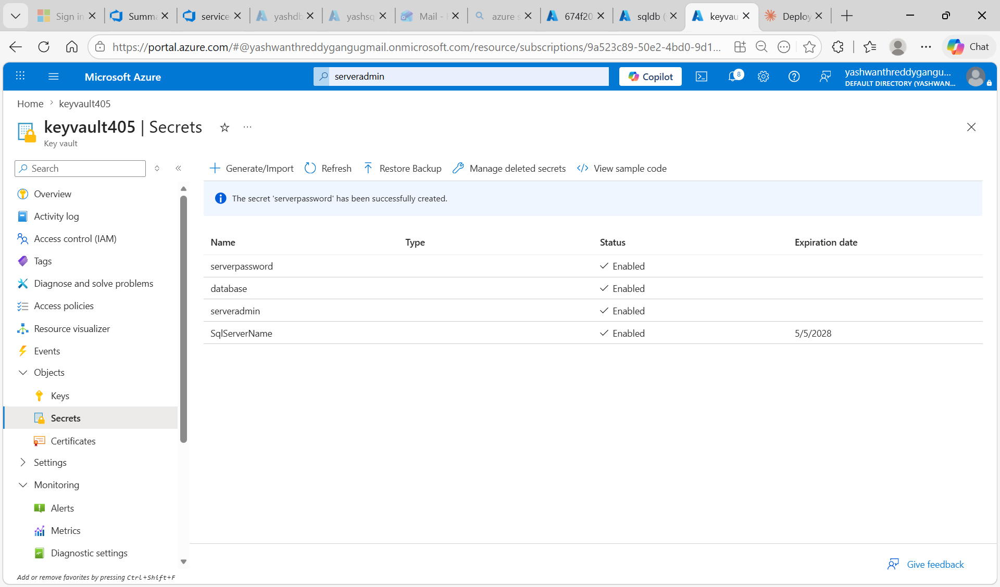 Sign in
Summa
service
yashdb
yashsq
Mail -
azure s
674f20
sqldb (
keyvau
Deploy
https://portal.azure.com/#@yashwanthreddygangugmail.onmicrosoft.com/resource/subscriptions/9a523c89-50e2-4bd0-9d1...
Chat
Microsoft Azure
serveradmin
Copilot
8
yashwanthreddygangu...
DEFAULT DIRECTORY (YASHWAN...
Home > keyvault405
keyvault405 | Secrets
Key vault
Search
Generate/Import Refresh Restore Backup Manage deleted secrets View sample code
Overview
Activity log
Access control (IAM)
Tags
Diagnose and solve problems
Access policies
Resource visualizer
Events
Objects
Keys
Secrets
Certificates
Settings
Monitoring
Alerts
Metrics
Diagnostic settings
Add or remove favorites by pressing Ctrl+Shift+F
The secret 'serverpassword' has been successfully created.
Name Type Status Expiration date
serverpassword Enabled
database Enabled
serveradmin Enabled
SqlServerName Enabled 5/5/2028
Give feedback